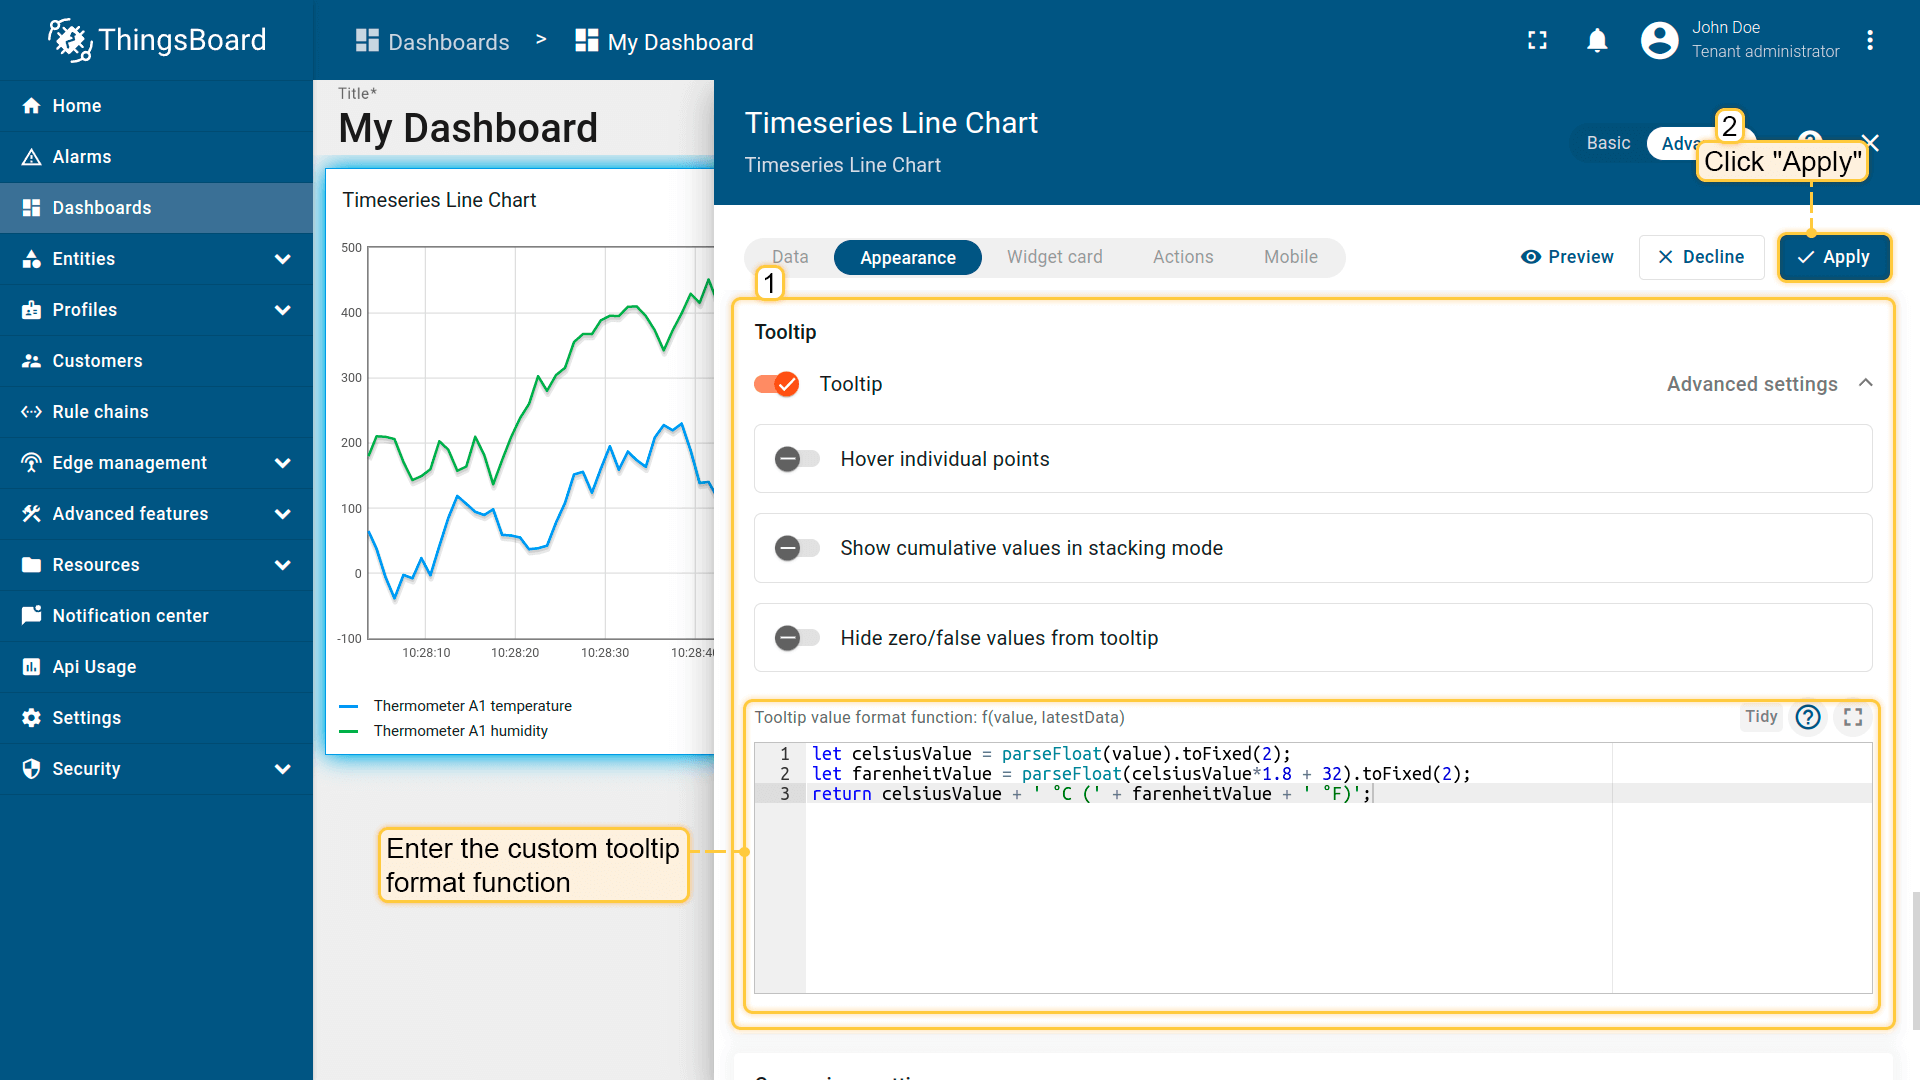 ThingsBoard
Dashboards > My Dashboard
John Doe
Tenant administrator
Home
Alarms
Dashboards
Entities
Profiles
Customers
Rule chains
Edge management
Advanced features
Resources
Notification center
Api Usage
Settings
Security
Title*
My Dashboard
Timeseries Line Chart
500
400
300
200
100
0
-100
10:28:10 10:28:20 10:28:30 10:28:4
Thermometer A1 temperature
Thermometer A1 humidity
Enter the custom tooltip
format function
Timeseries Line Chart
Timeseries Line Chart
Basic
2
Click "Apply"
Data Appearance Widget card Actions Mobile
Preview Decline Apply
1
Tooltip
Tooltip Advanced settings
Hover individual points
Show cumulative values in stacking mode
Hide zero/false values from tooltip
Tooltip value format function: f(value, latestData) Tidy
1 let celsiusValue = parseFloat(value).toFixed(2);
2 let farenheitValue = parseFloat(celsiusValue*1.8 + 32).toFixed(2);
3 return celsiusValue + ' °C (' + farenheitValue + ' °F)';